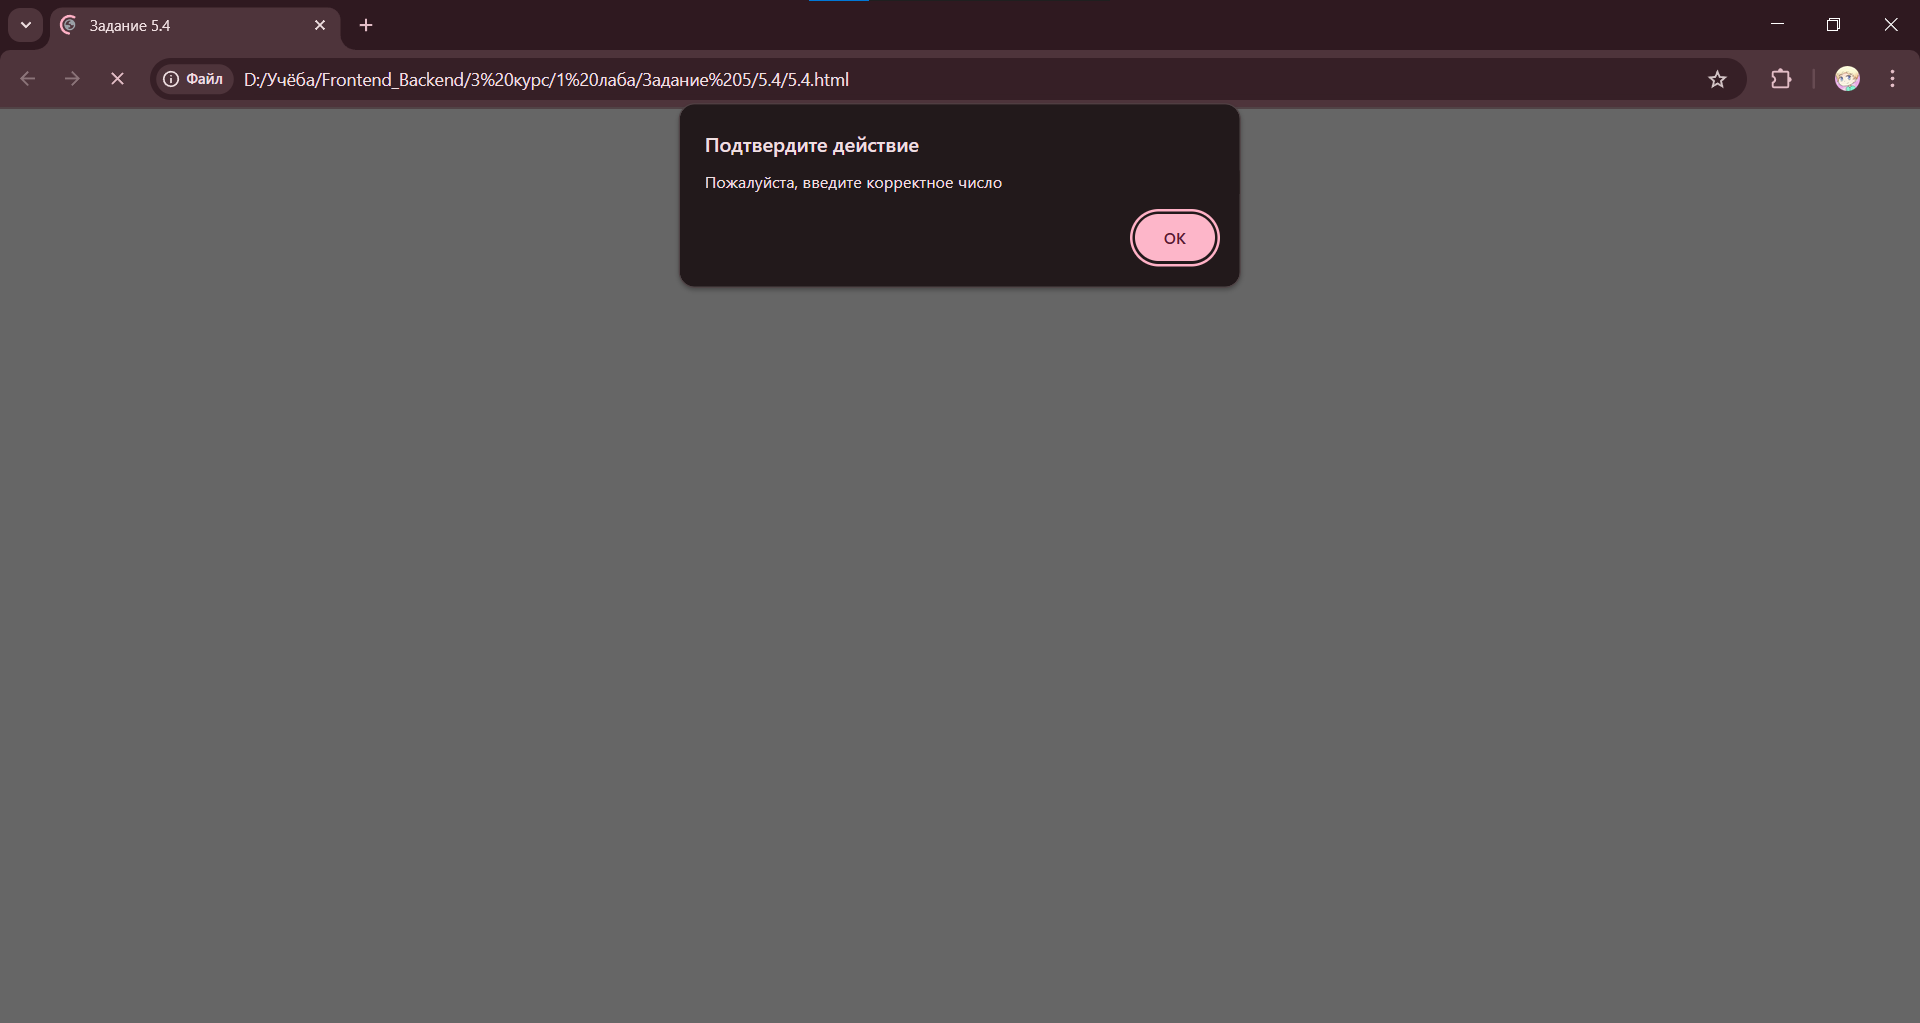 Задание 5.4
Файл
D:/Учёба/Frontend_Backend/3%20курс/1%20лаба/Задание%205/5.4/5.4.html
Подтвердите действие
Пожалуйста, введите корректное число
ОК